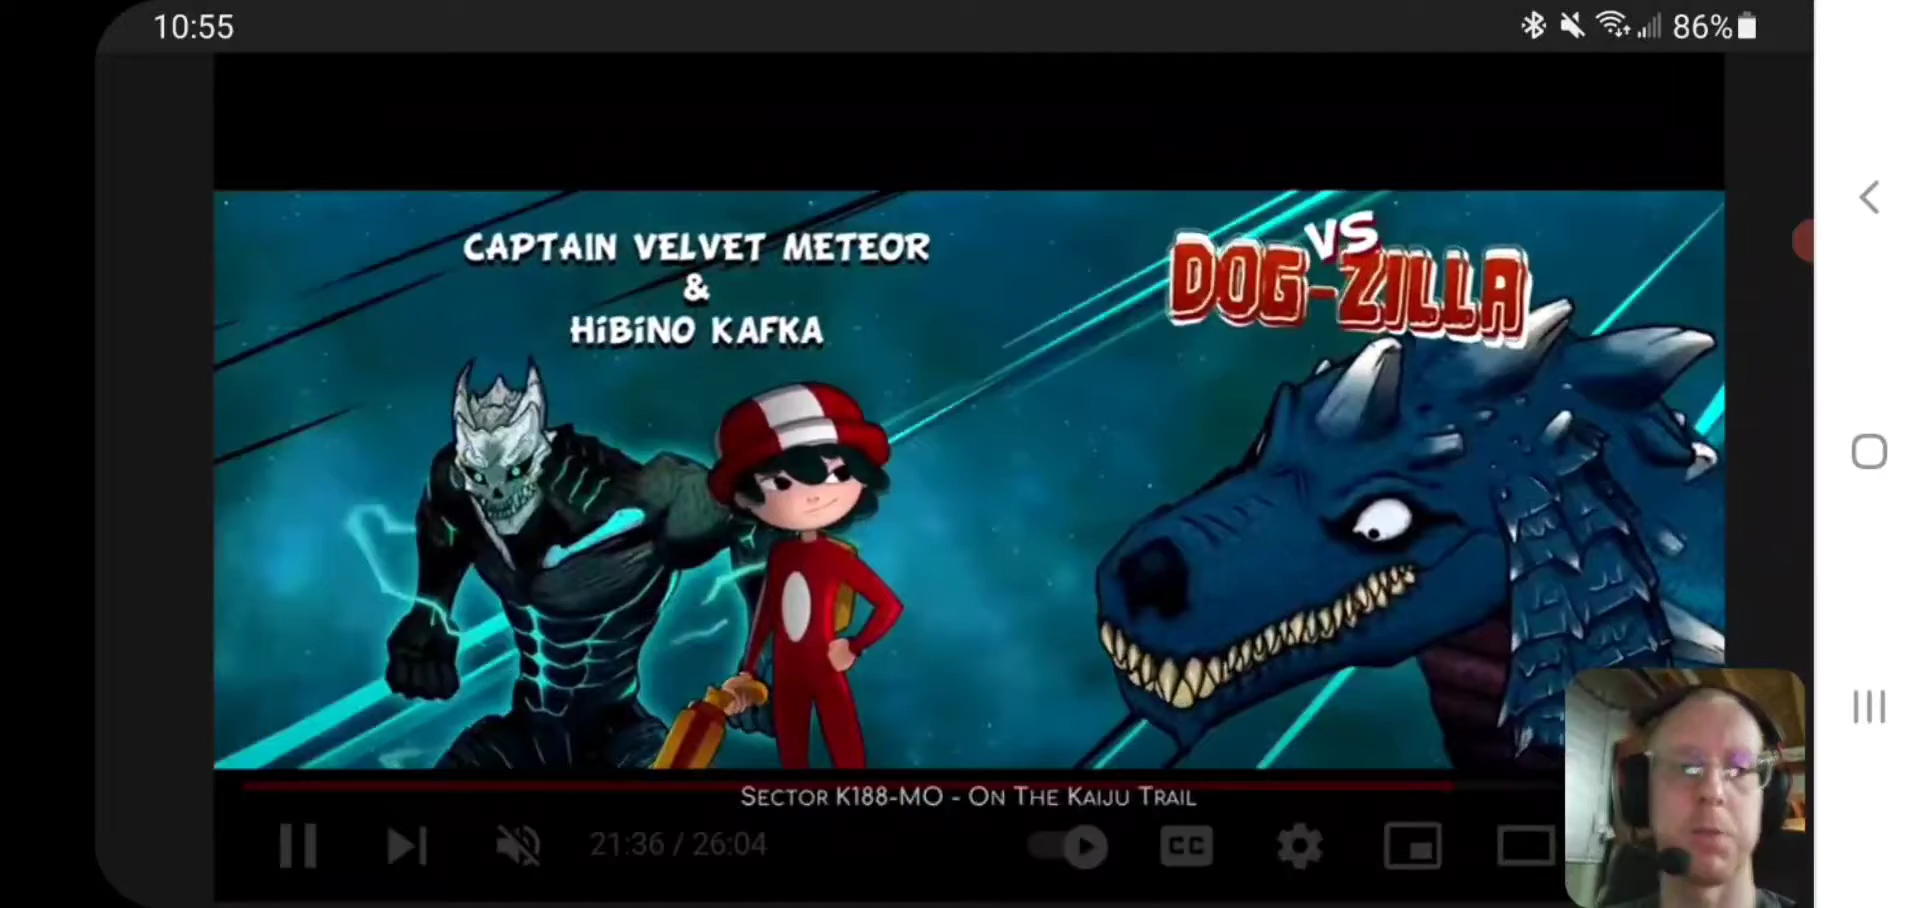 10:55
86%
CAPTAIN VELVET METEOR
&
HiBiNO KAFKA
VS
DOG-ZILLA
SECTOR K188-MO - ON THE KAIJU TRAIL
21:36 / 26:04
CC